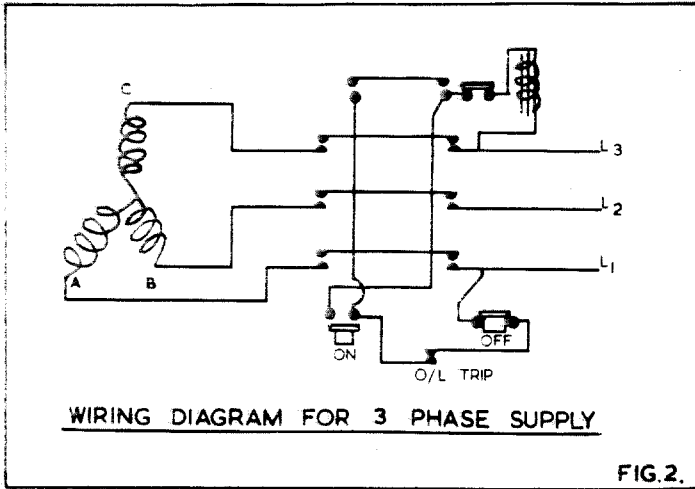 C
L3
L2
A
B
L1
ON
OFF
O/L TRIP
WIRING DIAGRAM FOR 3 PHASE SUPPLY
FIG.2.